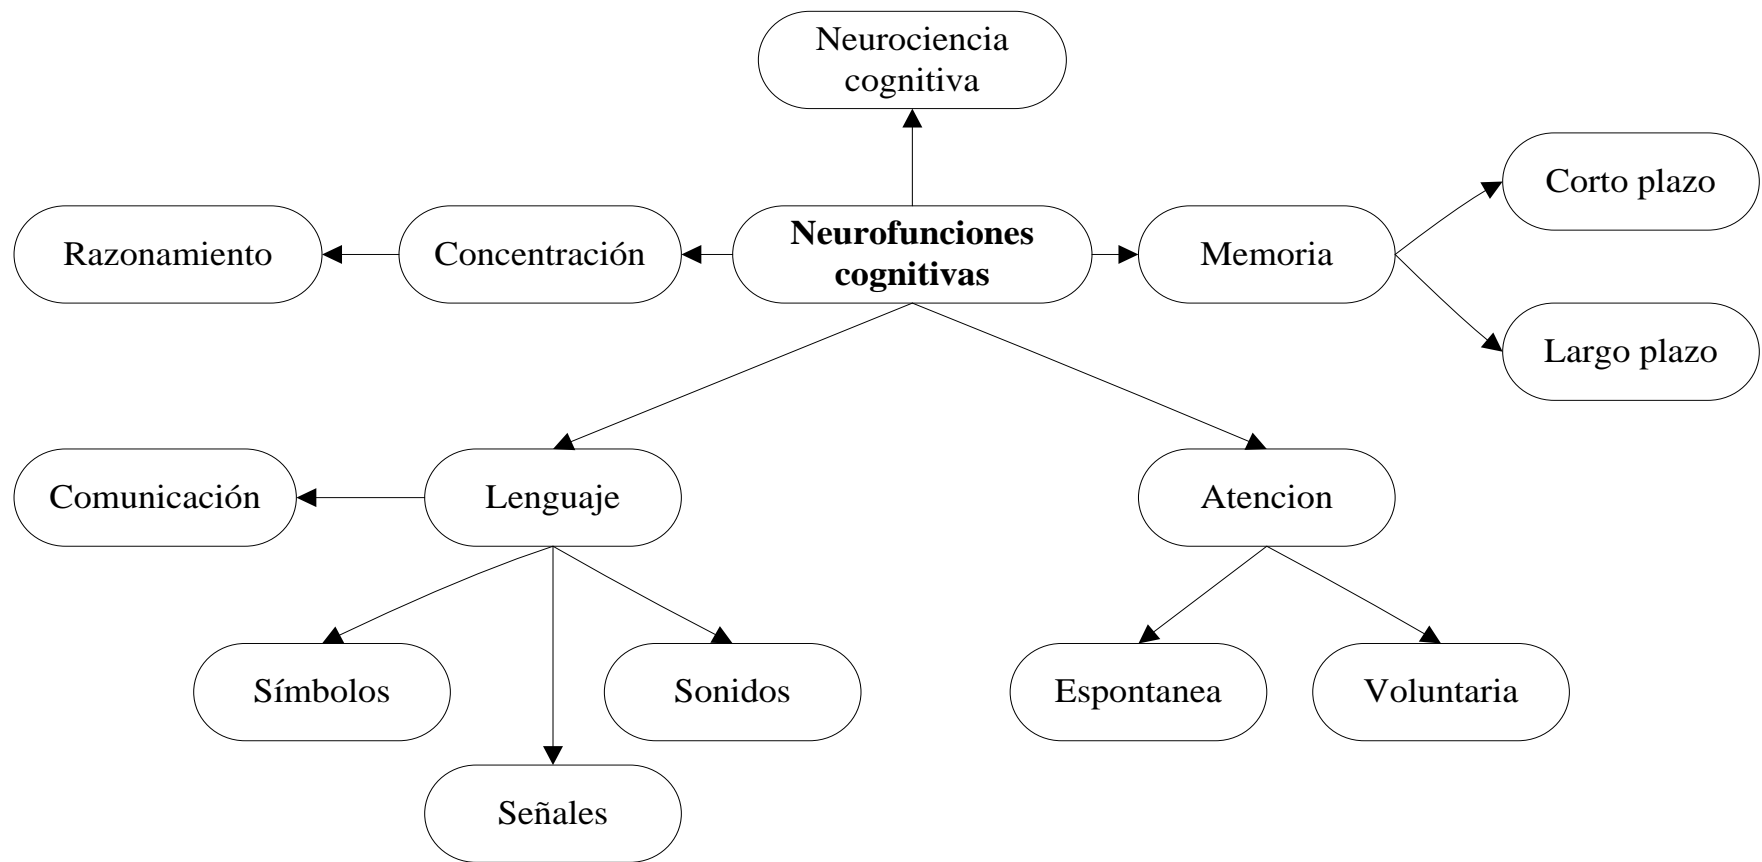 Neurociencia
cognitiva
Corto plazo
Razonamiento
Concentración
Neurofunciones
cognitivas
Memoria
Largo plazo
Comunicación
Lenguaje
Atencion
Símbolos
Sonidos
Espontanea
Voluntaria
Señales